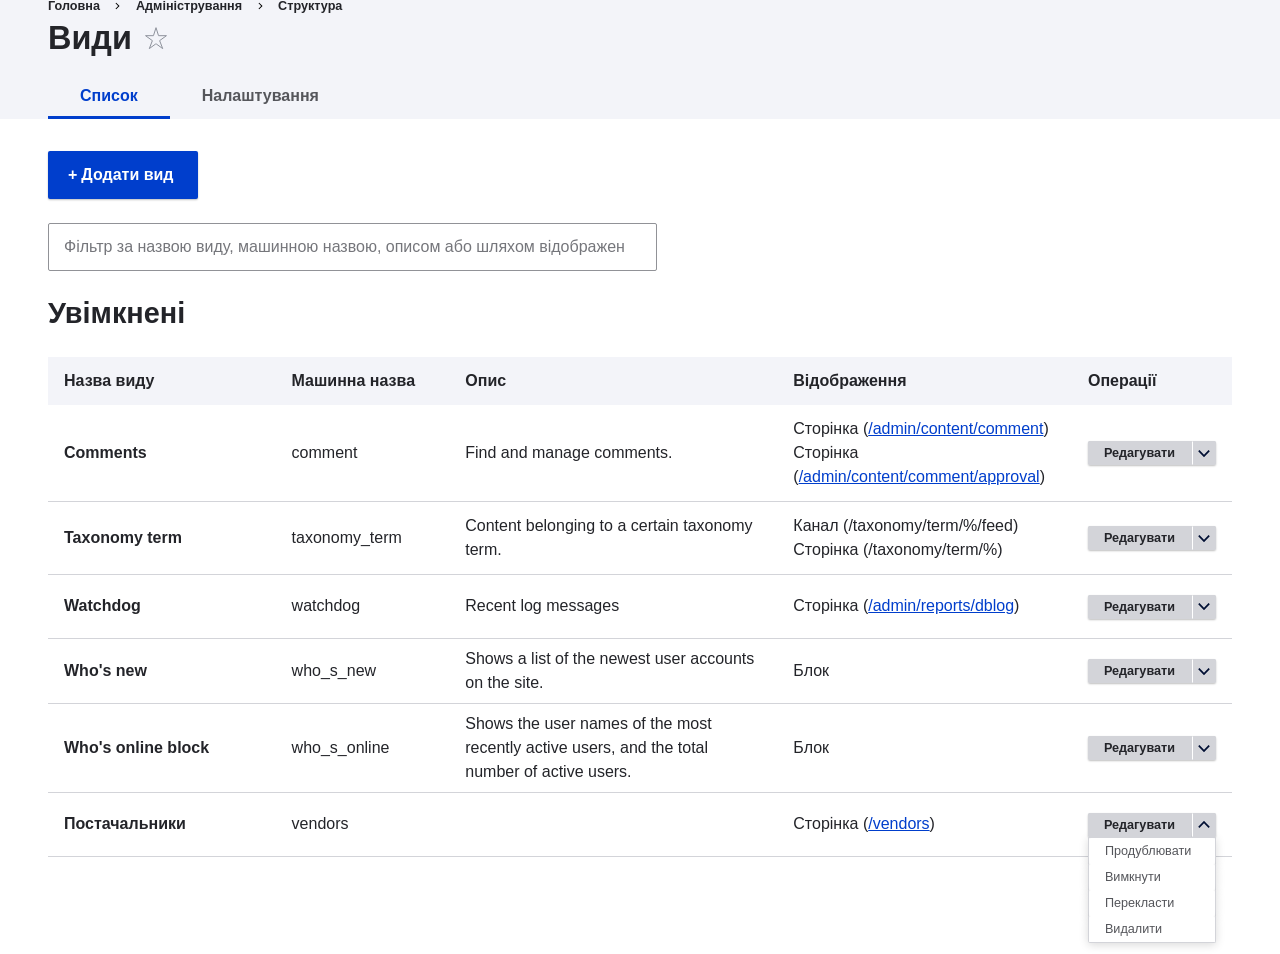 Головна › Адміністрування › Структура
Види ☆
Список Налаштування
+ Додати вид
Фільтр за назвою виду, машинною назвою, описом або шляхом відображен
Увімкнені
Назва виду Машинна назва Опис Відображення Операції
Comments comment Find and manage comments. Сторінка (/admin/content/comment)
Сторінка
(/admin/content/comment/approval) Редагувати
Taxonomy term taxonomy_term Content belonging to a certain taxonomy
term. Канал (/taxonomy/term/%/feed)
Сторінка (/taxonomy/term/%) Редагувати
Watchdog watchdog Recent log messages Сторінка (/admin/reports/dblog) Редагувати
Who's new who_s_new Shows a list of the newest user accounts
on the site. Блок Редагувати
Who's online block who_s_online Shows the user names of the most
recently active users, and the total
number of active users. Блок Редагувати
Постачальники vendors Сторінка (/vendors) Редагувати
Продублювати
Вимкнути
Перекласти
Видалити